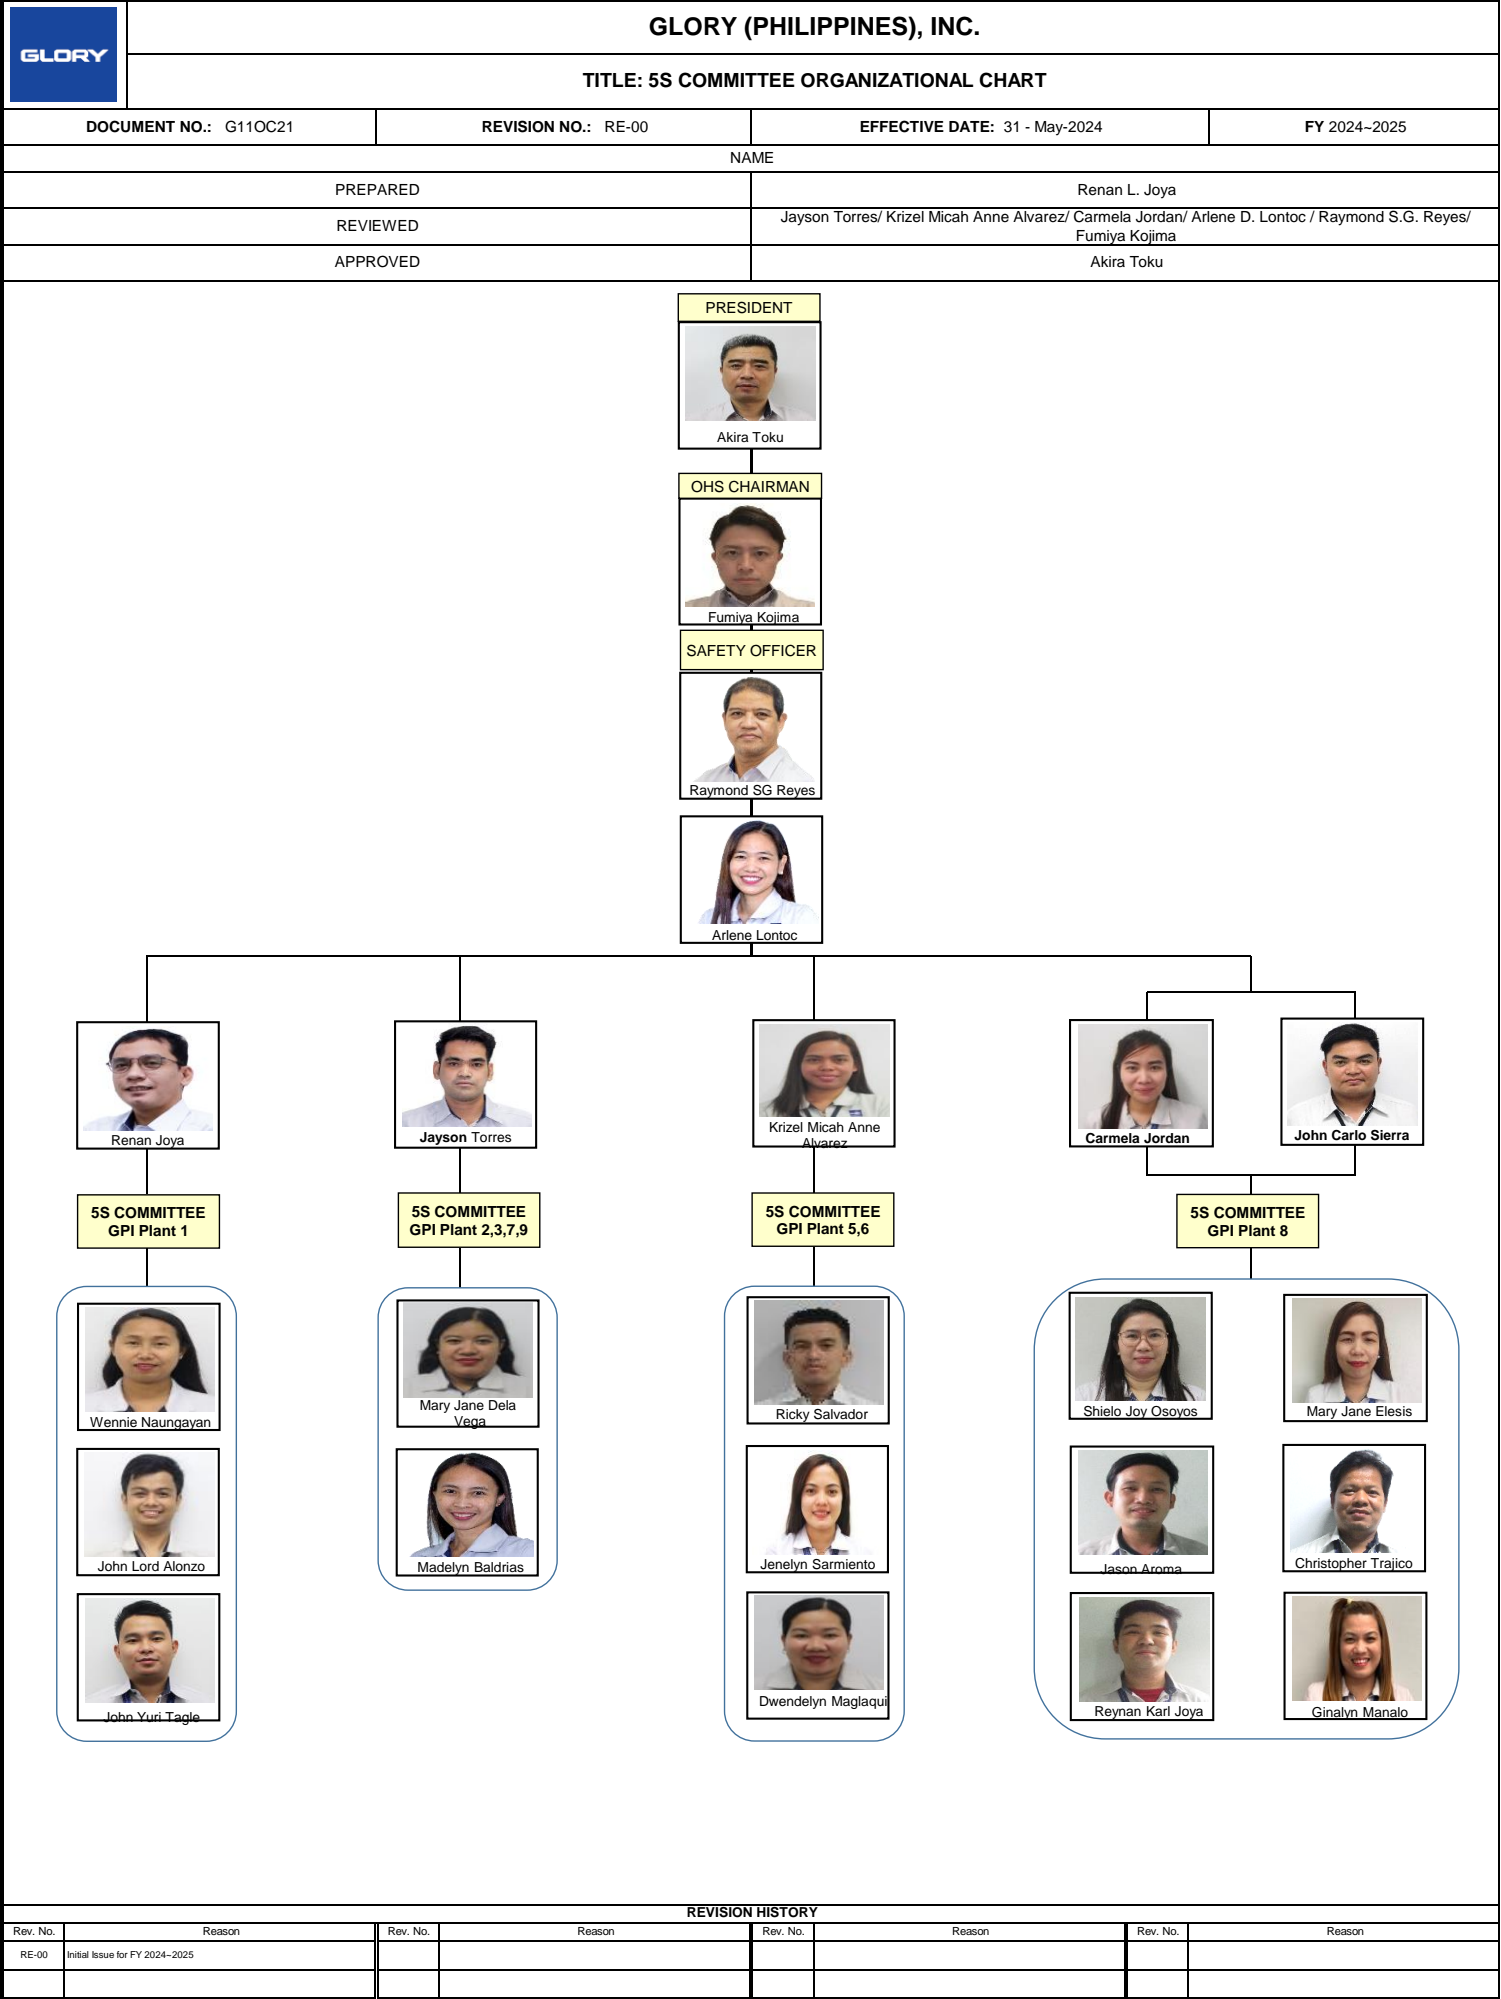 GLORY
GLORY (PHILIPPINES), INC.
TITLE: 5S COMMITTEE ORGANIZATIONAL CHART
DOCUMENT NO.: G11OC21 REVISION NO.: RE-00 EFFECTIVE DATE: 31 - May-2024 FY 2024~2025
NAME
PREPARED Renan L. Joya
REVIEWED Jayson Torres/ Krizel Micah Anne Alvarez/ Carmela Jordan/ Arlene D. Lontoc / Raymond S.G. Reyes/
Fumiya Kojima
APPROVED Akira Toku
PRESIDENT
Akira Toku
OHS CHAIRMAN
Fumiya Kojima
SAFETY OFFICER
Raymond SG Reyes
Arlene Lontoc
Renan Joya
Jayson Torres
Krizel Micah Anne
Alvarez
Carmela Jordan
John Carlo Sierra
5S COMMITTEE
GPI Plant 1
5S COMMITTEE
GPI Plant 2,3,7,9
5S COMMITTEE
GPI Plant 5,6
5S COMMITTEE
GPI Plant 8
Wennie Naungayan
John Lord Alonzo
John Yuri Tagle
Mary Jane Dela
Vega
Madelyn Baldrias
Ricky Salvador
Jenelyn Sarmiento
Dwendelyn Maglaqui
Shielo Joy Osoyos
Mary Jane Elesis
Jason Aroma
Christopher Trajico
Reynan Karl Joya
Ginalyn Manalo
REVISION HISTORY
Rev. No. Reason Rev. No. Reason Rev. No. Reason Rev. No. Reason
RE-00 Initial Issue for FY 2024~2025